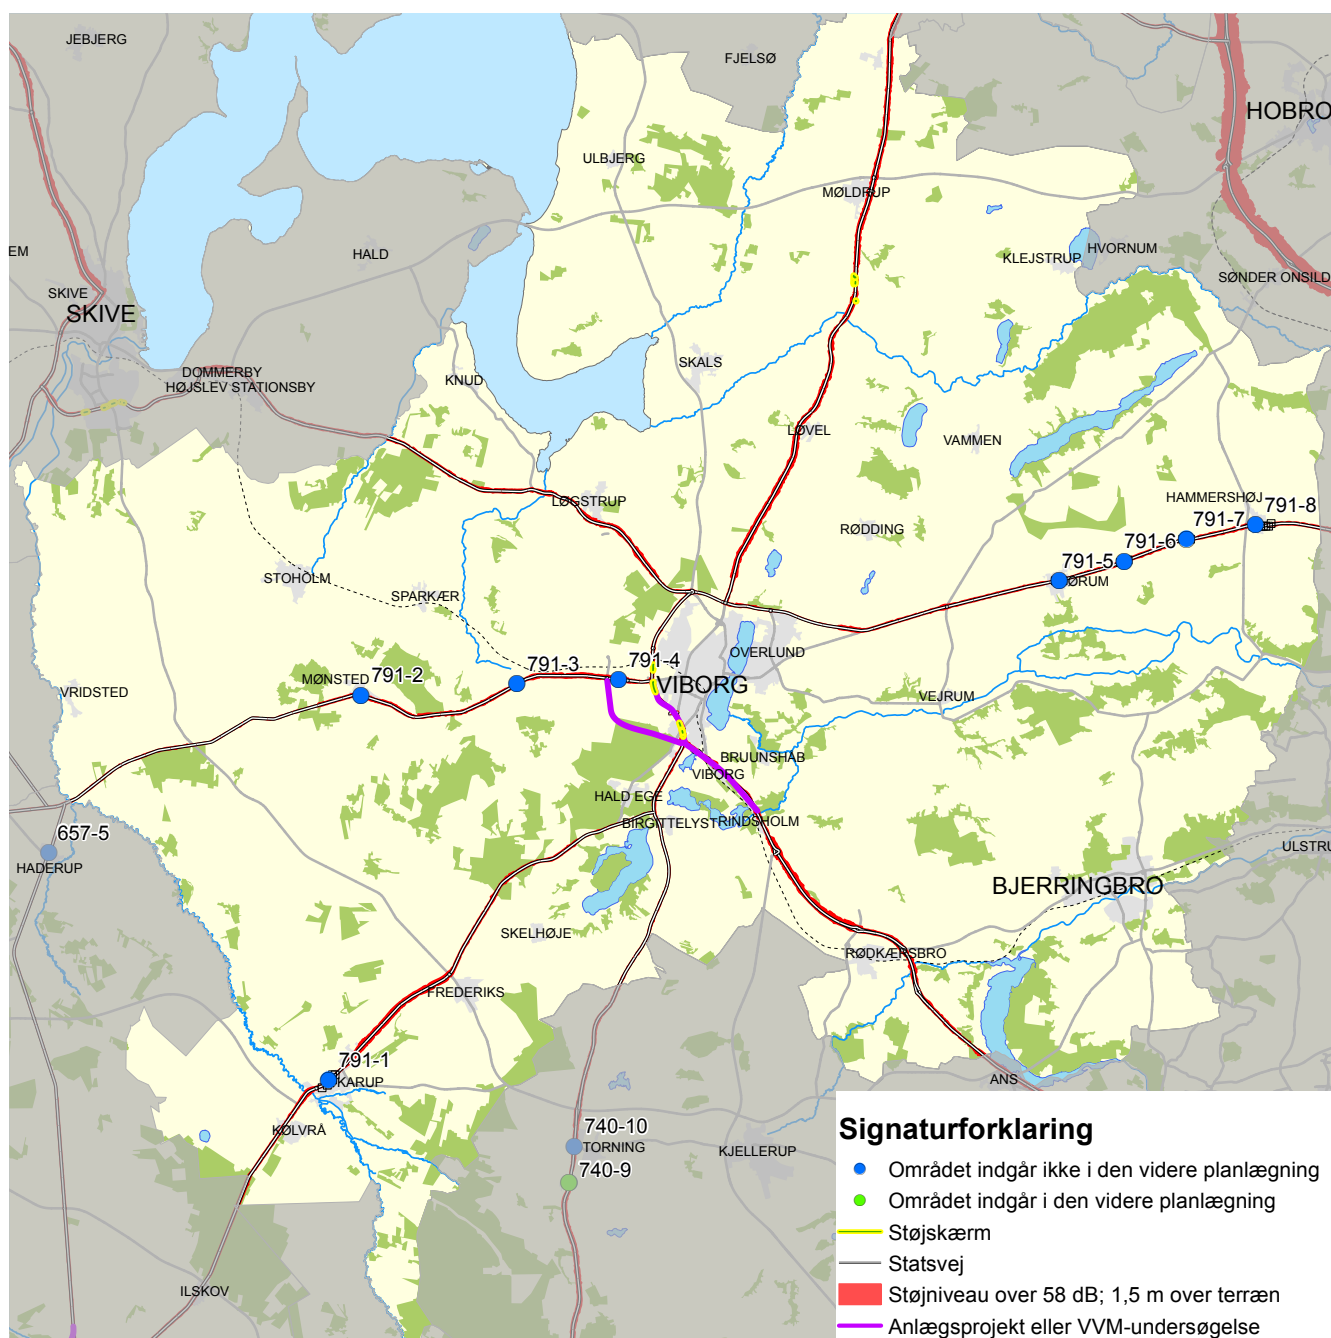 JEBJERG
FJELSØ
HOBRO
ULBJERG
MØLDRUP
HALD
KLEJSTRUP
HVORNUM
EM
SØNDER ONSILD
SKIVE
SKIVE
SKALS
DOMMERBY
HØJSLEV STATIONSBY
KNUD
LØVEL
VAMMEN
HAMMERSHØJ
791-8
LØGSTRUP
791-7
RØDDING
791-6
791-5
ØRUM
STOHOLM
SPARKÆR
OVERLUND
791-3
791-4
MØNSTED
791-2
VIBORG
VRIDSTED
VEJRUM
BRUUNSHÅB
VIBORG
HALD EGE
BIRGITTELYST
RINDSHOLM
657-5
HADERUP
ULSTRU
BJERRINGBRO
SKELHØJE
RØDKÆRSBRO
FREDERIKS
791-1
KARUP
ANS
KØLVRÅ
740-10
TORNING
KJELLERUP
740-9
ILSKOV
Signaturforklaring
Området indgår ikke i den videre planlægning
Området indgår i den videre planlægning
Støjskærm
Statsvej
Støjniveau over 58 dB; 1,5 m over terræn
Anlægsprojekt eller VVM-undersøgelse